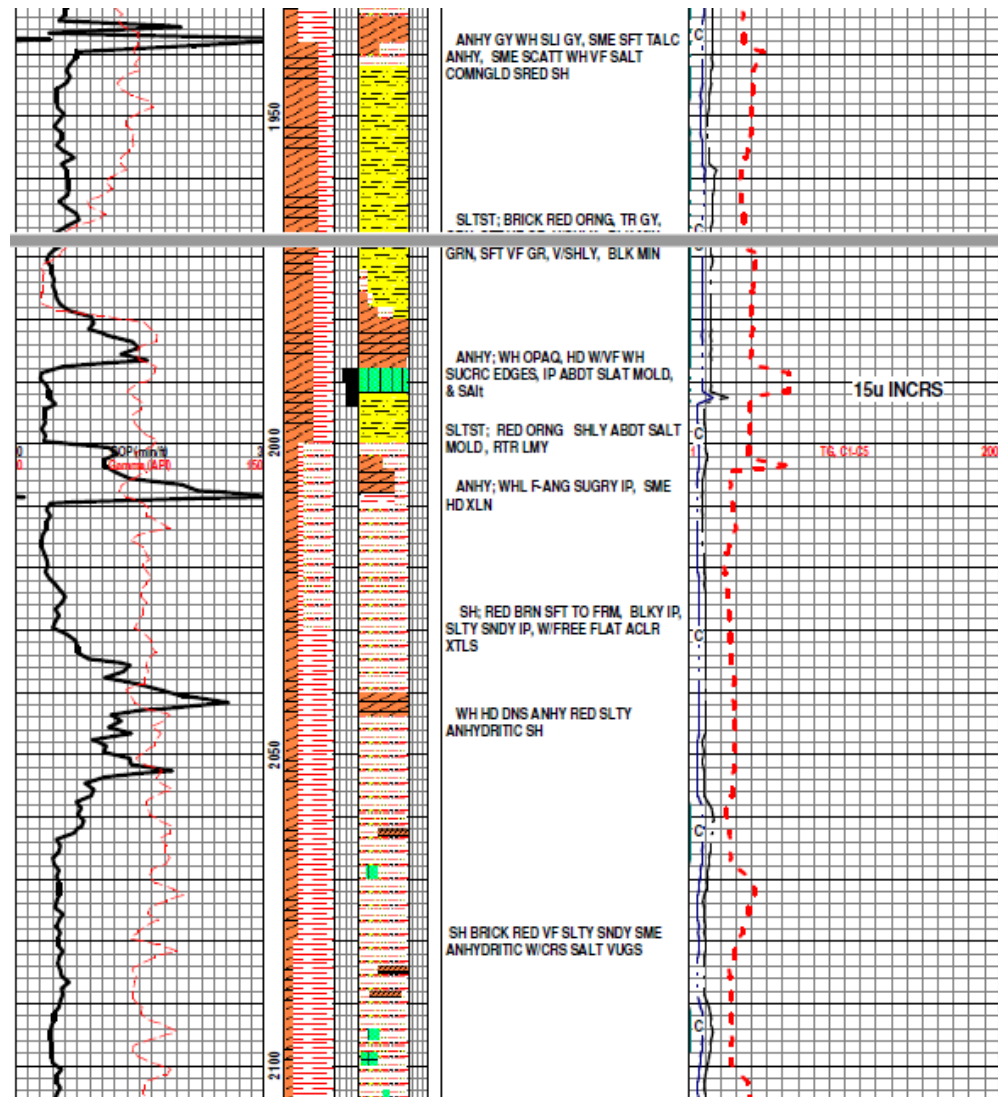 ANHY GY WH SLI GY, SME SFT TALC
ANHY, SME SCATT WH VF SALT
COMNGLD SRED SH
C
1950
SLTST; BRICK RED ORNG, TR GY,
GRN, SFT VF GR, V/SHLY, BLK MIN
ANHY; WH OPAQ, HD W/VF WH
SUCRC EDGES, IP ABDT SLAT MOLD,
& SAlt
15u INCRS
SLTST; RED ORNG SHLY ABDT SALT
MOLD, RTR LMY
C
2000
0 ROP (min/ft) 3
0 Gamma (API) 150
1 TG, C1-C5 200
ANHY; WHL F-ANG SUGRY IP, SME
HD XLN
SH; RED BRN SFT TO FRM, BLKY IP,
SLTY SNDY IP, W/FREE FLAT ACLR
XTLS
C
WH HD DNS ANHY RED SLTY
ANHYDRITIC SH
2050
C
SH BRICK RED VF SLTY SNDY SME
ANHYDRITIC W/CRS SALT VUGS
C
2100